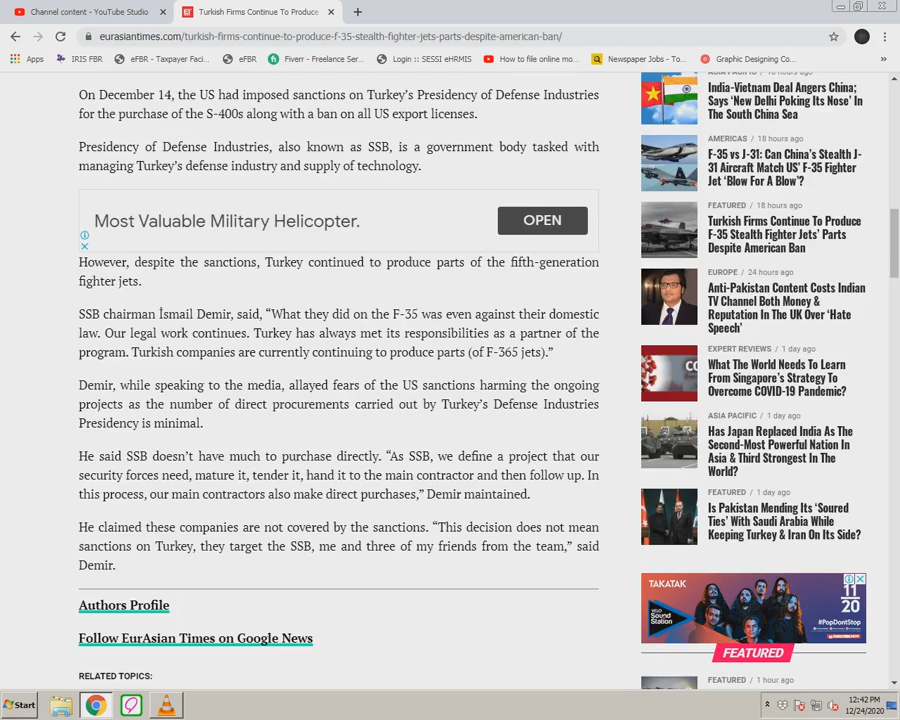 Channel content - YouTube Studio
Turkish Firms Continue To Produce
eurasiantimes.com/turkish-firms-continue-to-produce-f-35-stealth-fighter-jets-parts-despite-american-ban/
Apps
IRIS FBR
eFBR - Taxpayer Faci...
eFBR
Fiverr - Freelance Ser...
Login :: SESSI eHRMIS
How to file online mo...
Newspaper Jobs - To...
Graphic Designing Co...
On December 14, the US had imposed sanctions on Turkey's Presidency of Defense Industries
for the purchase of the S-400s along with a ban on all US export licenses.
Presidency of Defense Industries, also known as SSB, is a government body tasked with
managing Turkey's defense industry and supply of technology.
Most Valuable Military Helicopter.
OPEN
However, despite the sanctions, Turkey continued to produce parts of the fifth-generation
fighter jets.
SSB chairman İsmail Demir, said, "What they did on the F-35 was even against their domestic
law. Our legal work continues. Turkey has always met its responsibilities as a partner of the
program. Turkish companies are currently continuing to produce parts (of F-365 jets)."
Demir, while speaking to the media, allayed fears of the US sanctions harming the ongoing
projects as the number of direct procurements carried out by Turkey's Defense Industries
Presidency is minimal.
He said SSB doesn't have much to purchase directly. "As SSB, we define a project that our
security forces need, mature it, tender it, hand it to the main contractor and then follow up. In
this process, our main contractors also make direct purchases," Demir maintained.
He claimed these companies are not covered by the sanctions. "This decision does not mean
sanctions on Turkey, they target the SSB, me and three of my friends from the team," said
Demir.
Authors Profile
Follow EurAsian Times on Google News
RELATED TOPICS:
India-Vietnam Deal Angers China;
Says 'New Delhi Poking Its Nose' In
The South China Sea
AMERICAS / 18 hours ago
F-35 vs J-31: Can China's Stealth J-
31 Aircraft Match US' F-35 Fighter
Jet 'Blow For A Blow'?
FEATURED / 18 hours ago
Turkish Firms Continue To Produce
F-35 Stealth Fighter Jets' Parts
Despite American Ban
EUROPE / 24 hours ago
Anti-Pakistan Content Costs Indian
TV Channel Both Money &
Reputation In The UK Over 'Hate
Speech'
EXPERT REVIEWS / 1 day ago
What The World Needs To Learn
From Singapore's Strategy To
Overcome COVID-19 Pandemic?
ASIA PACIFIC / 1 day ago
Has Japan Replaced India As The
Second-Most Powerful Nation In
Asia & Third Strongest In The
World?
FEATURED / 1 day ago
Is Pakistan Mending Its 'Soured
Ties' With Saudi Arabia While
Keeping Turkey & Iran On Its Side?
TAKATAK
VELO
Sound
Station
11
20
#PopDontStop
FEATURED
FEATURED / 1 hour ago
Start
12:42 PM
12/24/2020